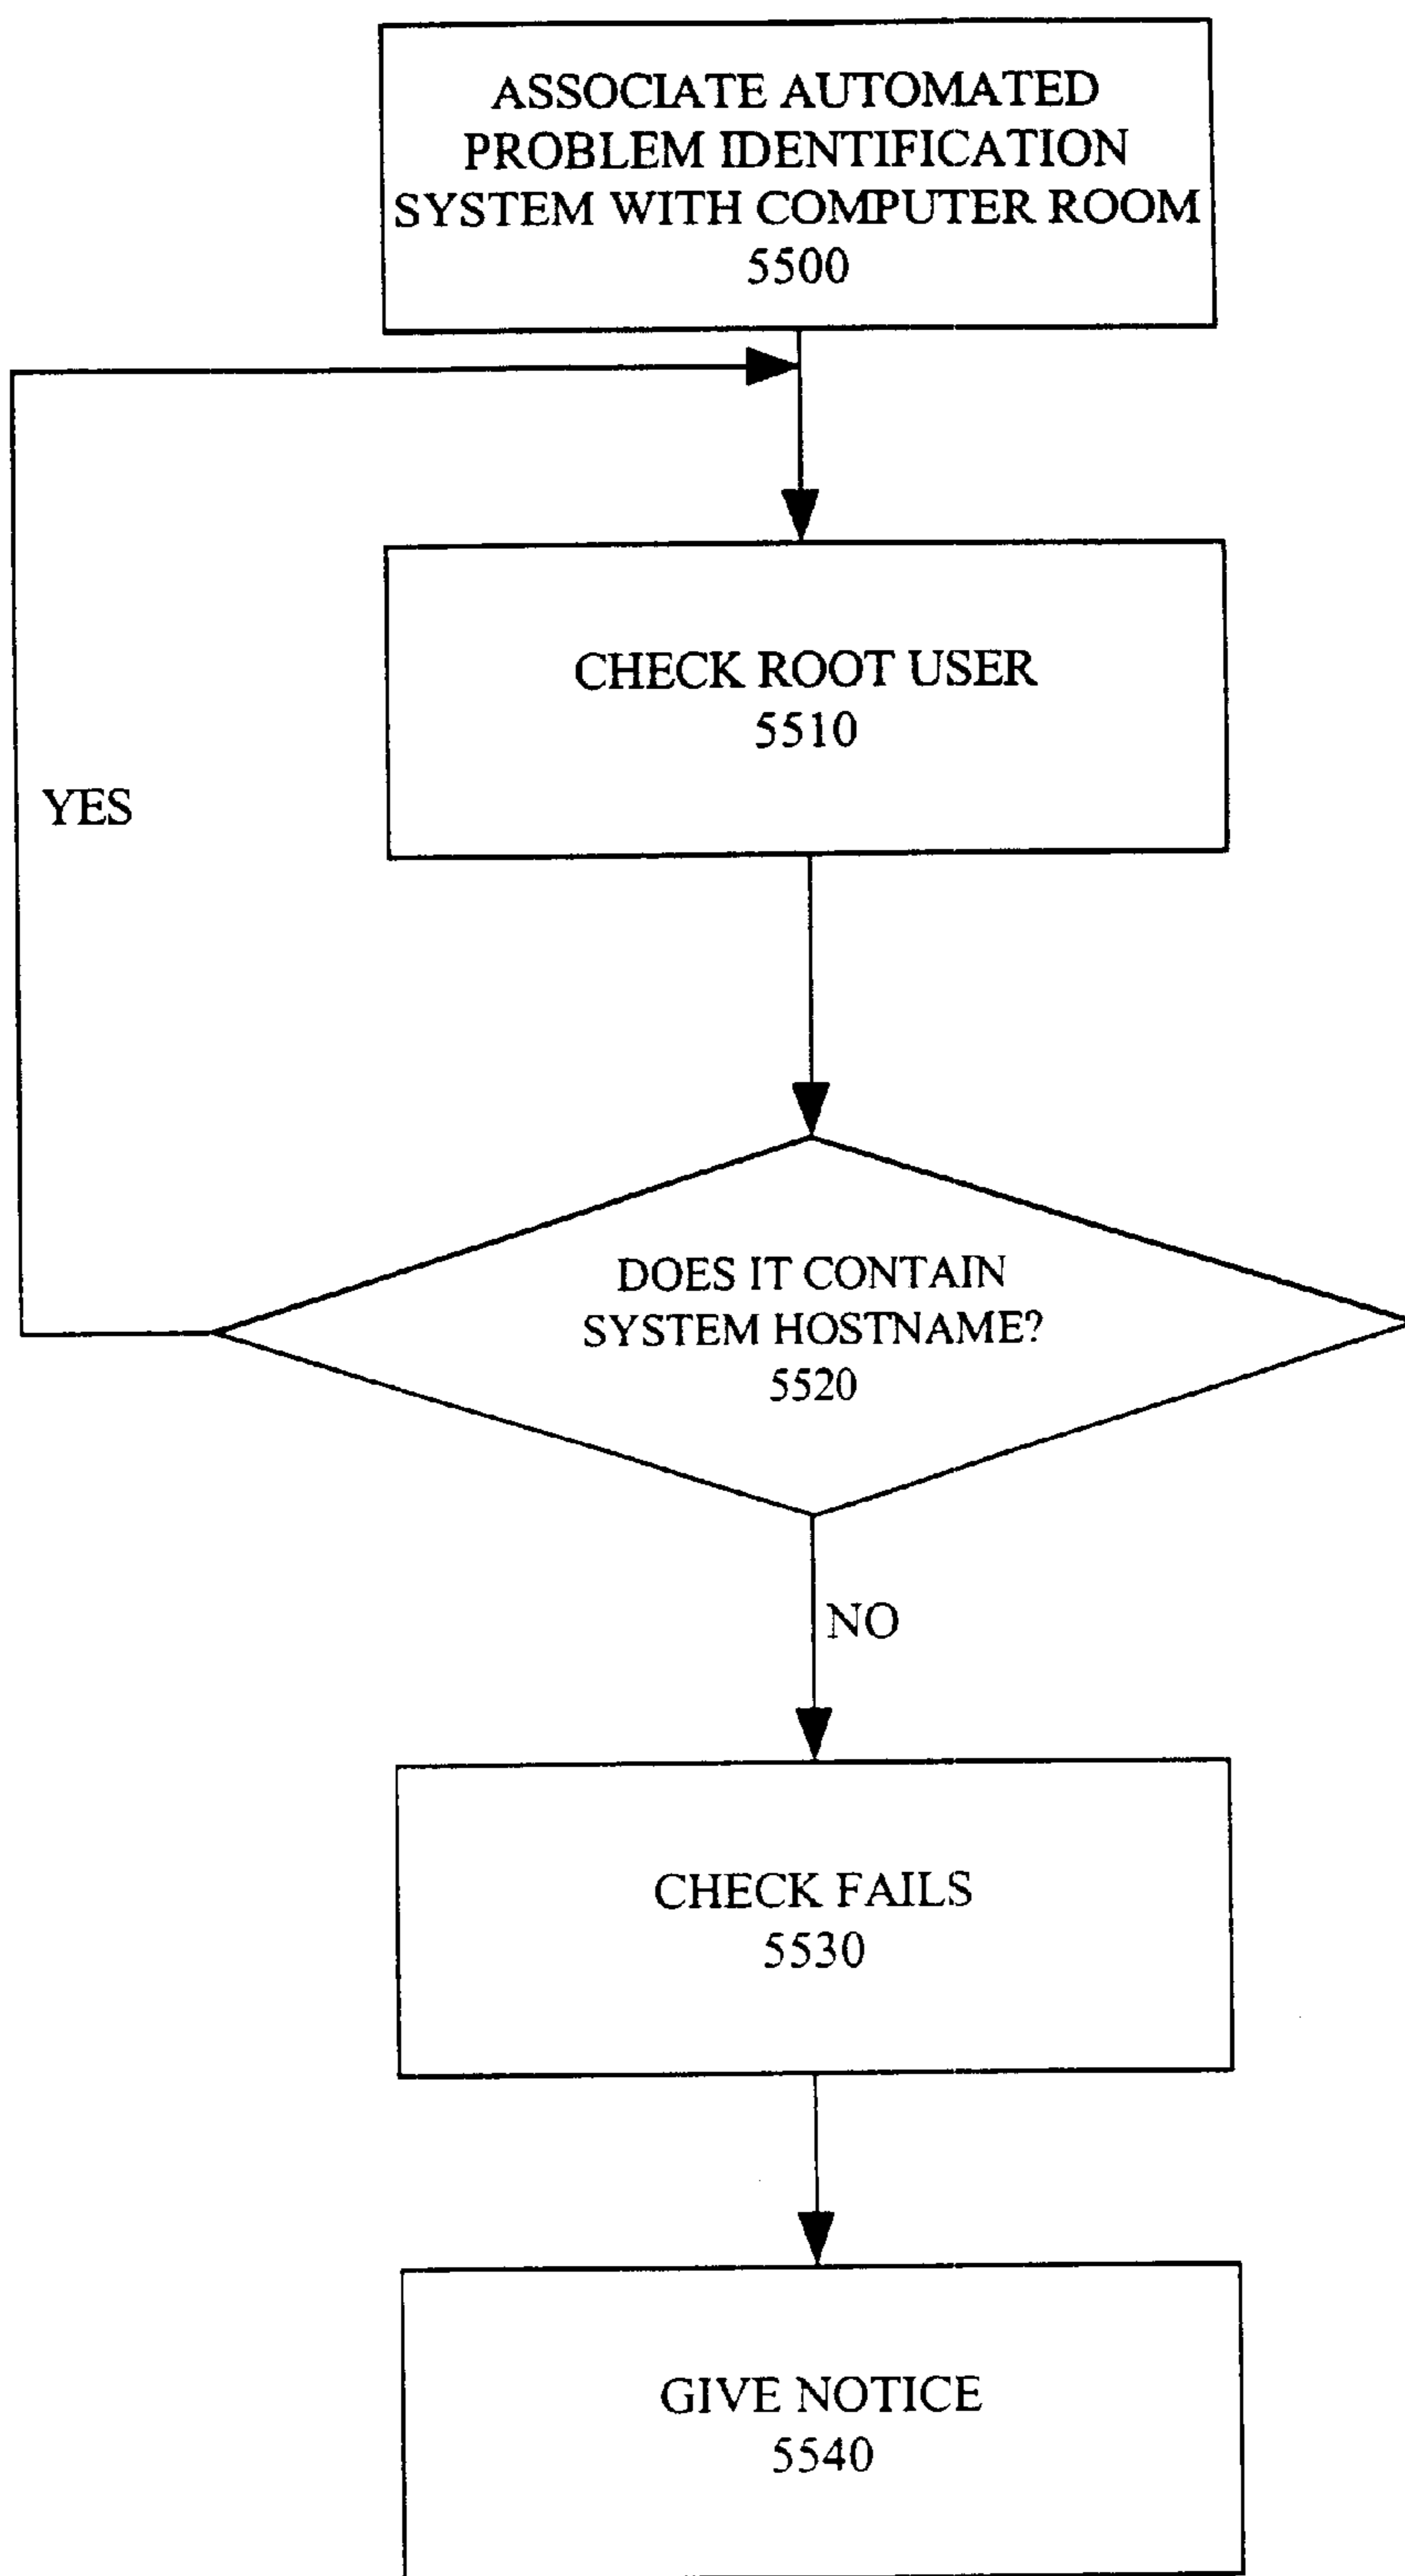 ASSOCIATE AUTOMATED
PROBLEM IDENTIFICATION
SYSTEM WITH COMPUTER ROOM
5500
CHECK ROOT USER
5510
YES
DOES IT CONTAIN
SYSTEM HOSTNAME?
5520
NO
CHECK FAILS
5530
GIVE NOTICE
5540